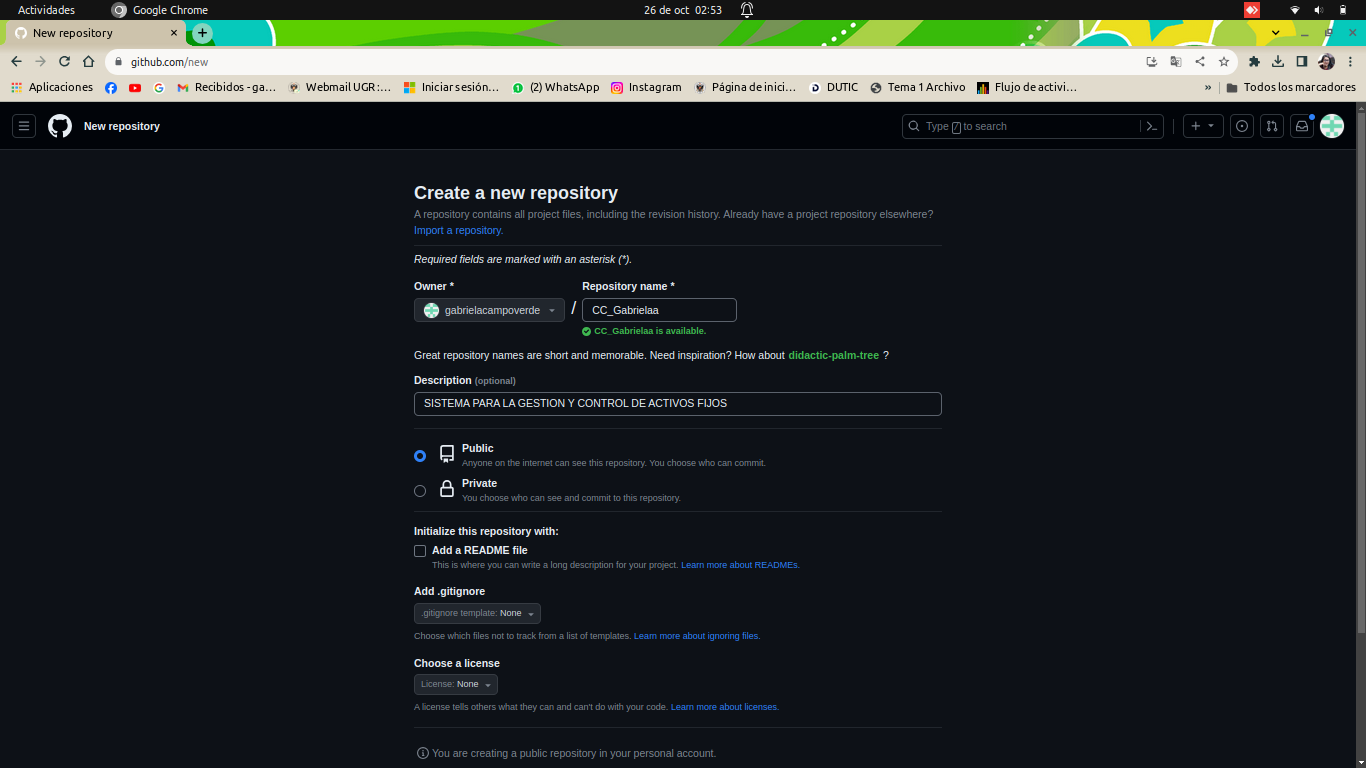 Actividades Google Chrome 26 de oct 02:53
New repository
github.com/new
Aplicaciones Recibidos - ga… Webmail UGR :… Iniciar sesión… (2) WhatsApp Instagram Página de inici… DUTIC Tema 1 Archivo Flujo de activi… » Todos los marcadores
New repository Type / to search
Create a new repository
A repository contains all project files, including the revision history. Already have a project repository elsewhere?
Import a repository.
Required fields are marked with an asterisk (*).
Owner * Repository name *
gabrielacampoverde / CC_Gabrielaa
CC_Gabrielaa is available.
Great repository names are short and memorable. Need inspiration? How about didactic-palm-tree ?
Description (optional)
SISTEMA PARA LA GESTION Y CONTROL DE ACTIVOS FIJOS
Public
Anyone on the internet can see this repository. You choose who can commit.
Private
You choose who can see and commit to this repository.
Initialize this repository with:
Add a README file
This is where you can write a long description for your project. Learn more about READMEs.
Add .gitignore
.gitignore template: None
Choose which files not to track from a list of templates. Learn more about ignoring files.
Choose a license
License: None
A license tells others what they can and can't do with your code. Learn more about licenses.
You are creating a public repository in your personal account.